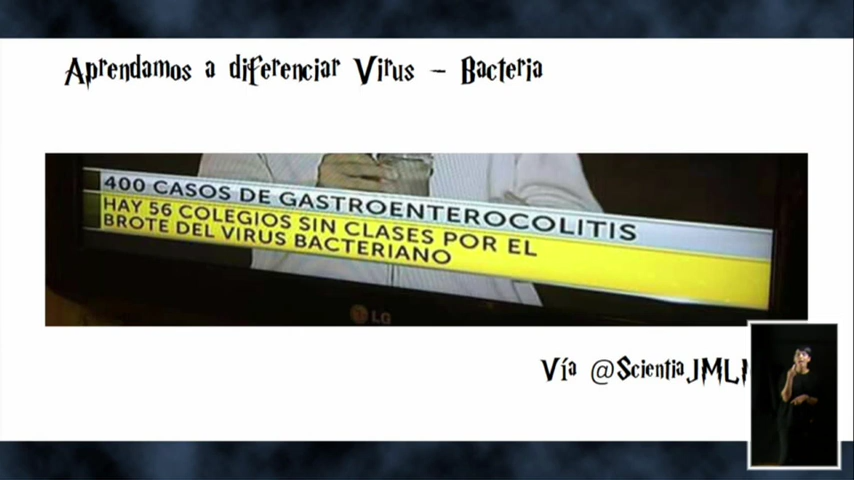 Aprendamos a diferenciar Virus – Bacteria
400 CASOS DE GASTROENTEROCOLITIS
HAY 56 COLEGIOS SIN CLASES POR EL
BROTE DEL VIRUS BACTERIANO
LG
Vía